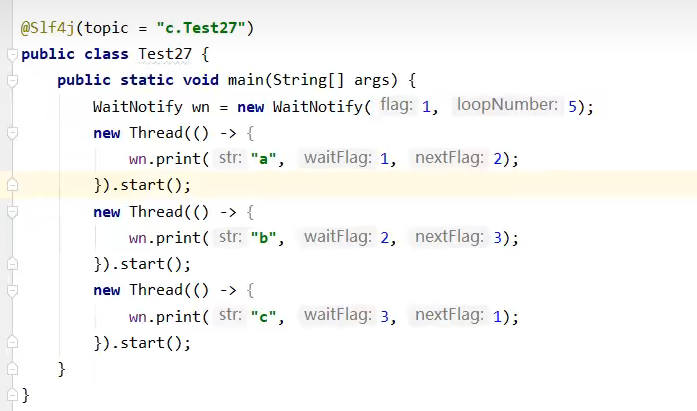 @Slf4j(topic = "c.Test27")
public class Test27 {
    public static void main(String[] args) {
        WaitNotify wn = new WaitNotify( flag: 1, loopNumber: 5);
        new Thread(() -> {
            wn.print( str: "a", waitFlag: 1, nextFlag: 2);
        }).start();
        new Thread(() -> {
            wn.print( str: "b", waitFlag: 2, nextFlag: 3);
        }).start();
        new Thread(() -> {
            wn.print( str: "c", waitFlag: 3, nextFlag: 1);
        }).start();
    }
}